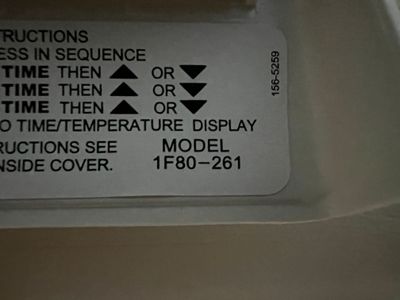 TRUCTIONS
ESS IN SEQUENCE
TIME THEN ▲ OR ▼
TIME THEN ▲ OR ▼
TIME THEN ▲ OR ▼
O TIME/TEMPERATURE DISPLAY
RUCTIONS SEE
NSIDE COVER.
MODEL
1F80-261
156-5259